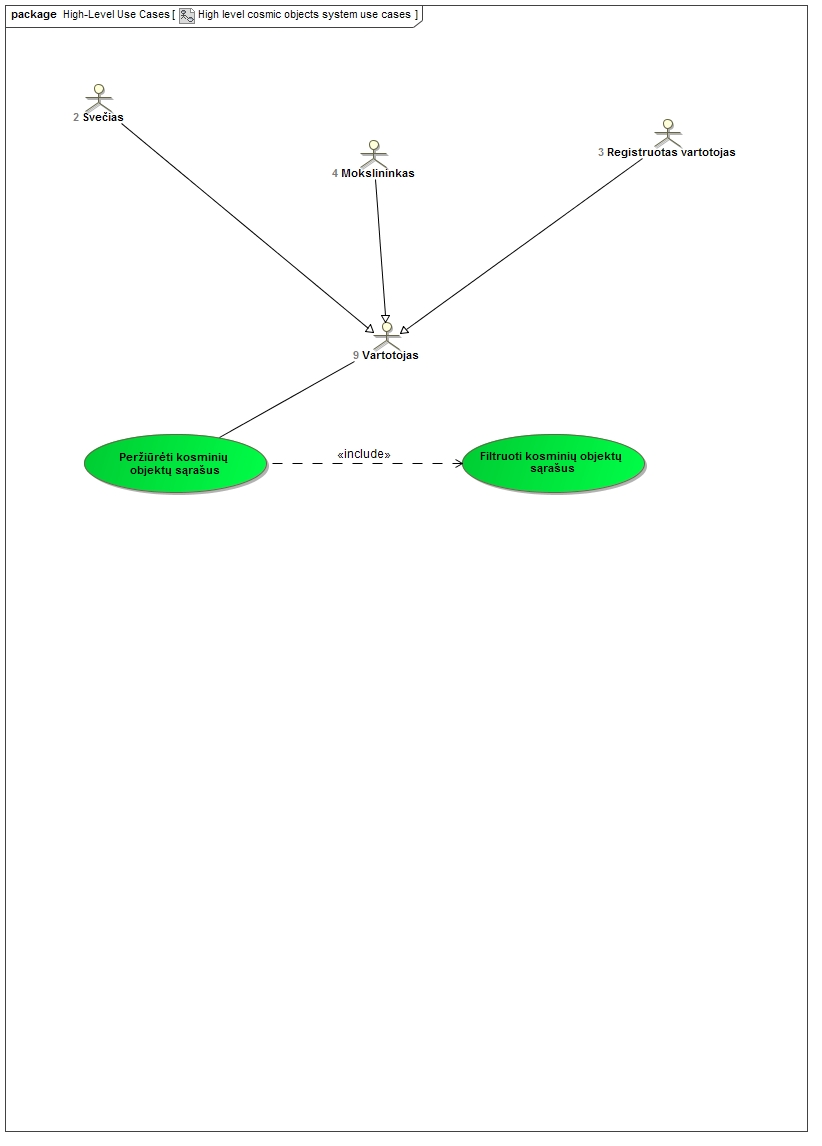 package High-Level Use Cases [ High level cosmic objects system use cases ]
2 Svečias
3 Registruotas vartotojas
4 Mokslininkas
9 Vartotojas
Peržiūrėti kosminių
objektų sąrašus
«include»
Filtruoti kosminių objektų
sąrašus